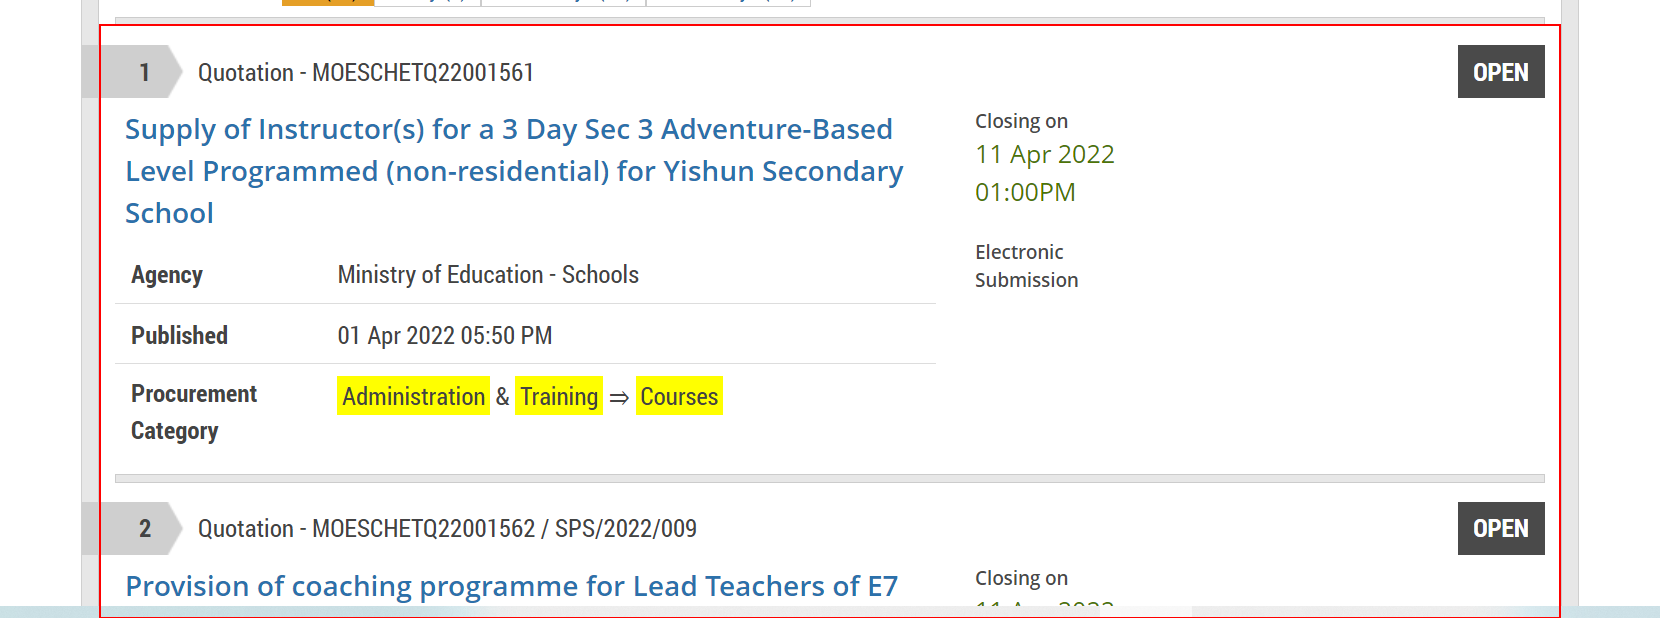 1
Quotation - MOESCHETQ22001561
OPEN
Supply of Instructor(s) for a 3 Day Sec 3 Adventure-Based
Level Programmed (non-residential) for Yishun Secondary
School
Closing on
11 Apr 2022
01:00PM
Electronic
Submission
Agency
Ministry of Education - Schools
Published
01 Apr 2022 05:50 PM
Procurement
Category
Administration & Training ⇒ Courses
2
Quotation - MOESCHETQ22001562 / SPS/2022/009
OPEN
Provision of coaching programme for Lead Teachers of E7
Closing on
11 Apr 2022